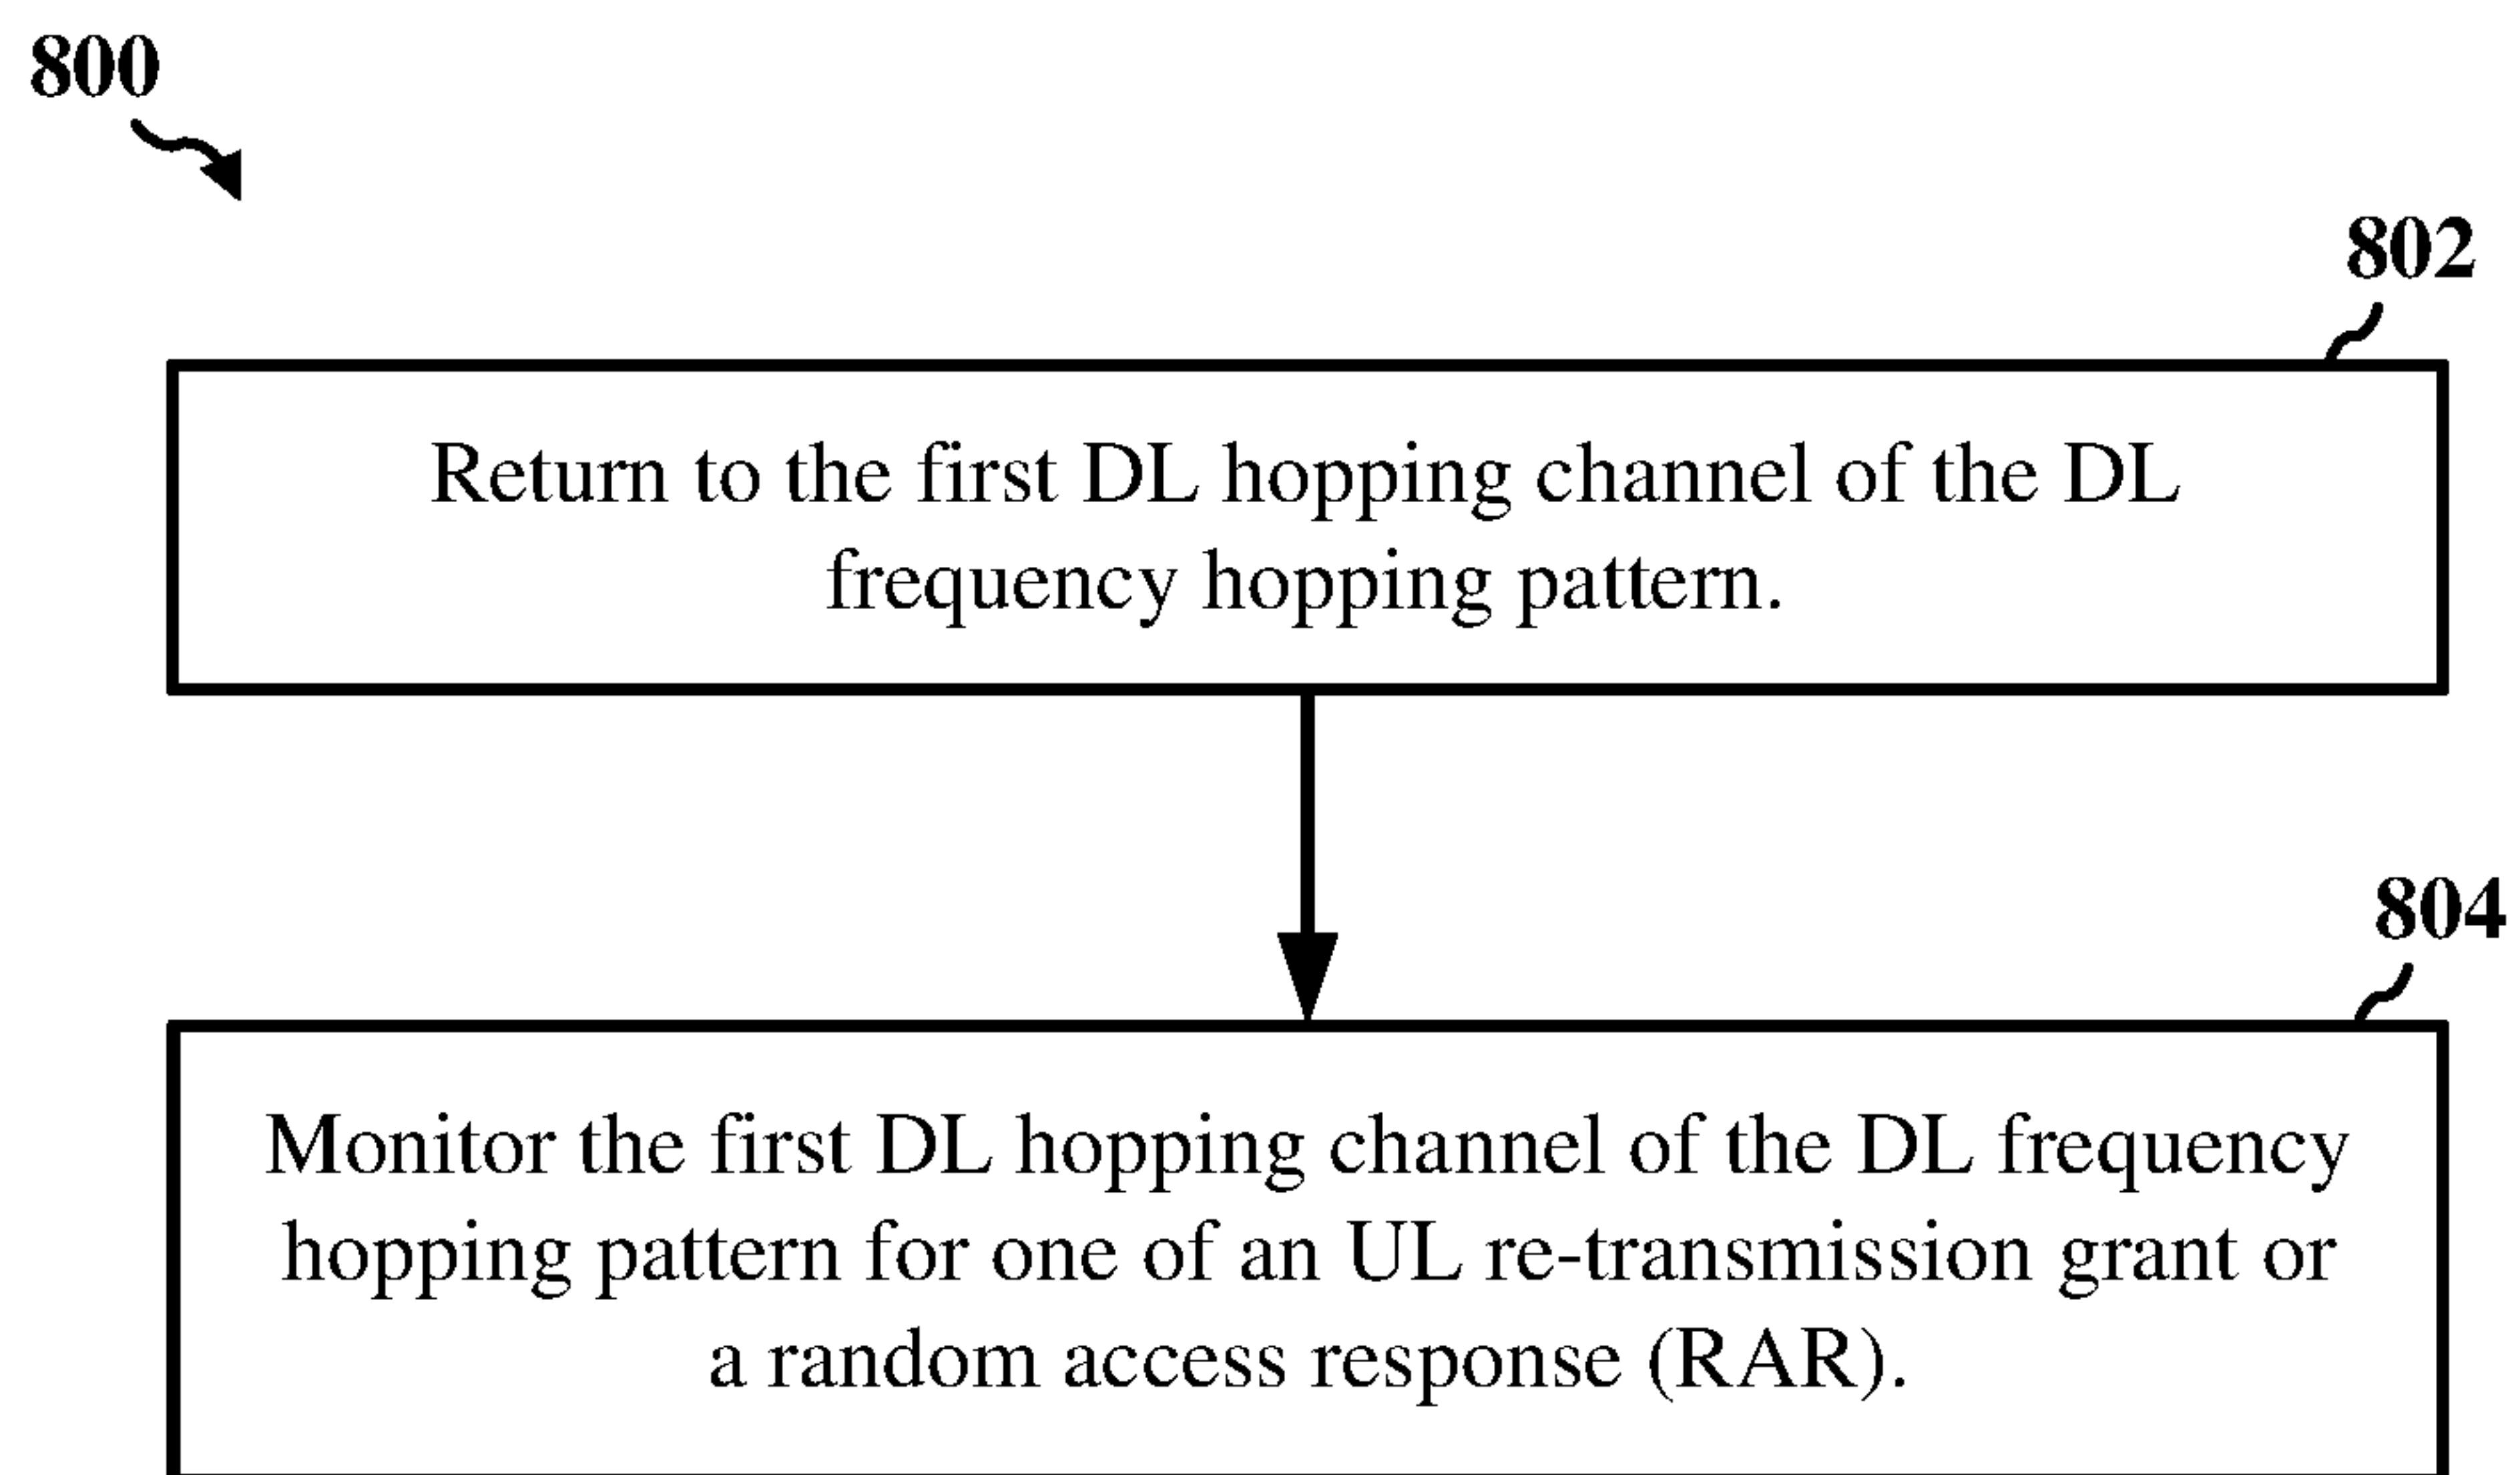 800
802
Return to the first DL hopping channel of the DL
frequency hopping pattern.
804
Monitor the first DL hopping channel of the DL frequency
hopping pattern for one of an UL re-transmission grant or
a random access response (RAR).